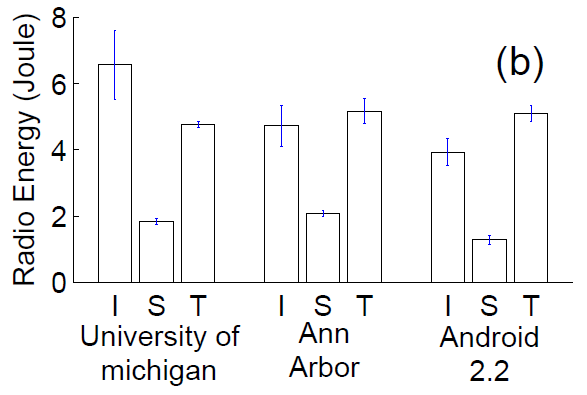 Radio Energy (Joule)
8
6
4
2
0
(b)
I S T I S T I S T
University of michigan
Ann Arbor
Android 2.2